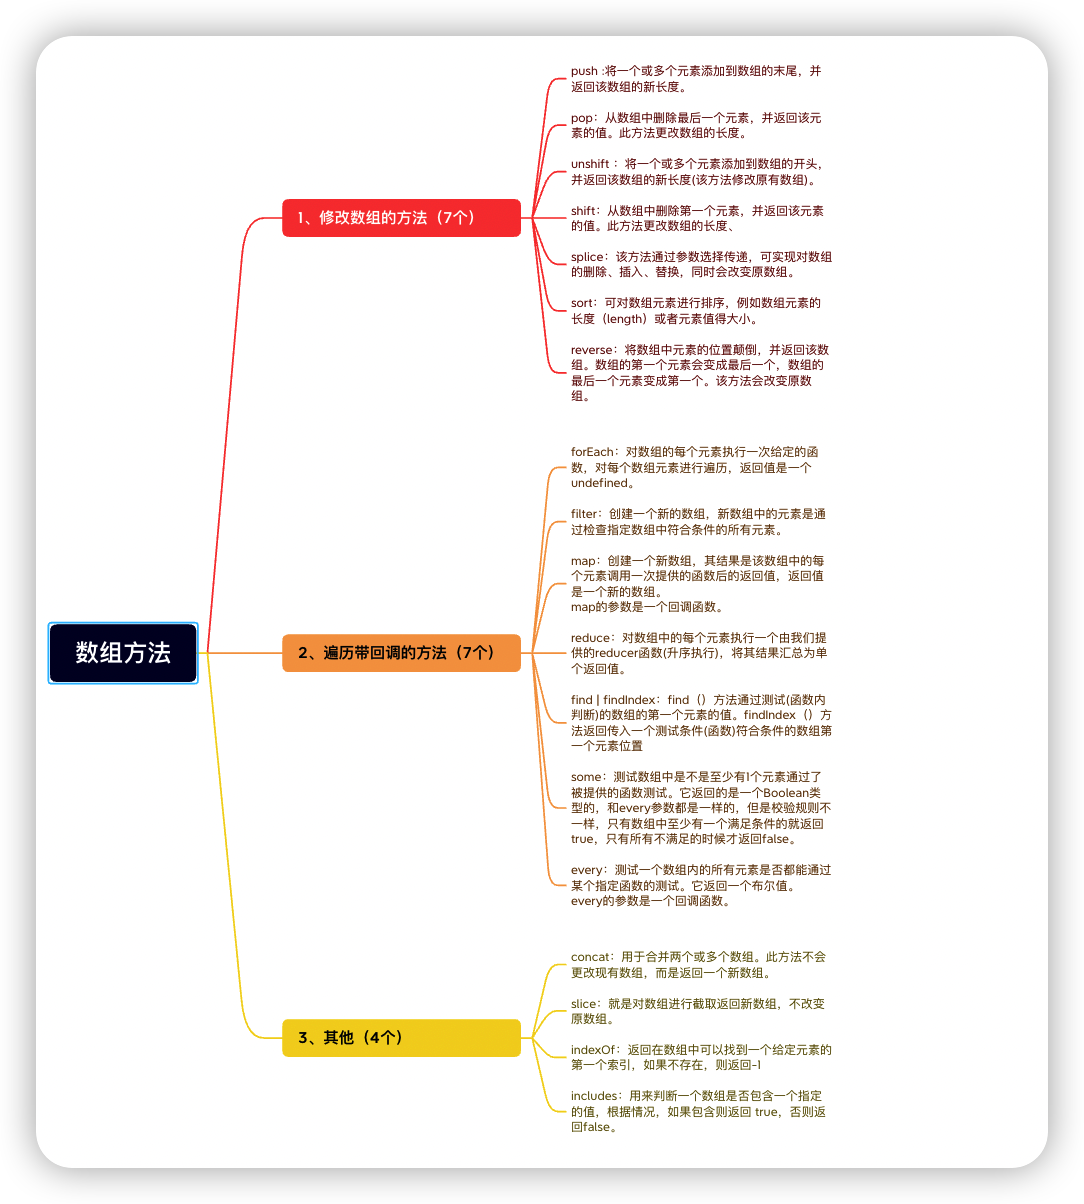 数组方法
1、修改数组的方法（7个）
push :将一个或多个元素添加到数组的末尾，并
返回该数组的新长度。
pop：从数组中删除最后一个元素，并返回该元
素的值。此方法更改数组的长度。
unshift ：将一个或多个元素添加到数组的开头，
并返回该数组的新长度(该方法修改原有数组)。
shift：从数组中删除第一个元素，并返回该元素
的值。此方法更改数组的长度、
splice：该方法通过参数选择传递，可实现对数组
的删除、插入、替换，同时会改变原数组。
sort：可对数组元素进行排序，例如数组元素的
长度（length）或者元素值得大小。
reverse：将数组中元素的位置颠倒，并返回该数
组。数组的第一个元素会变成最后一个，数组的
最后一个元素变成第一个。该方法会改变原数
组。
2、遍历带回调的方法（7个）
forEach：对数组的每个元素执行一次给定的函
数，对每个数组元素进行遍历，返回值是一个
undefined。
filter：创建一个新的数组，新数组中的元素是通
过检查指定数组中符合条件的所有元素。
map：创建一个新数组，其结果是该数组中的每
个元素调用一次提供的函数后的返回值，返回值
是一个新的数组。
map的参数是一个回调函数。
reduce：对数组中的每个元素执行一个由我们提
供的reducer函数(升序执行)，将其结果汇总为单
个返回值。
find | findIndex：find（）方法通过测试(函数内
判断)的数组的第一个元素的值。findIndex（）方
法返回传入一个测试条件(函数)符合条件的数组第
一个元素位置
some：测试数组中是不是至少有1个元素通过了
被提供的函数测试。它返回的是一个Boolean类
型的，和every参数都是一样的，但是校验规则不
一样，只有数组中至少有一个满足条件的就返回
true，只有所有不满足的时候才返回false。
every：测试一个数组内的所有元素是否都能通过
某个指定函数的测试。它返回一个布尔值。
every的参数是一个回调函数。
3、其他（4个）
concat：用于合并两个或多个数组。此方法不会
更改现有数组，而是返回一个新数组。
slice：就是对数组进行截取返回新数组，不改变
原数组。
indexOf：返回在数组中可以找到一个给定元素的
第一个索引，如果不存在，则返回-1
includes：用来判断一个数组是否包含一个指定
的值，根据情况，如果包含则返回 true，否则返
回false。